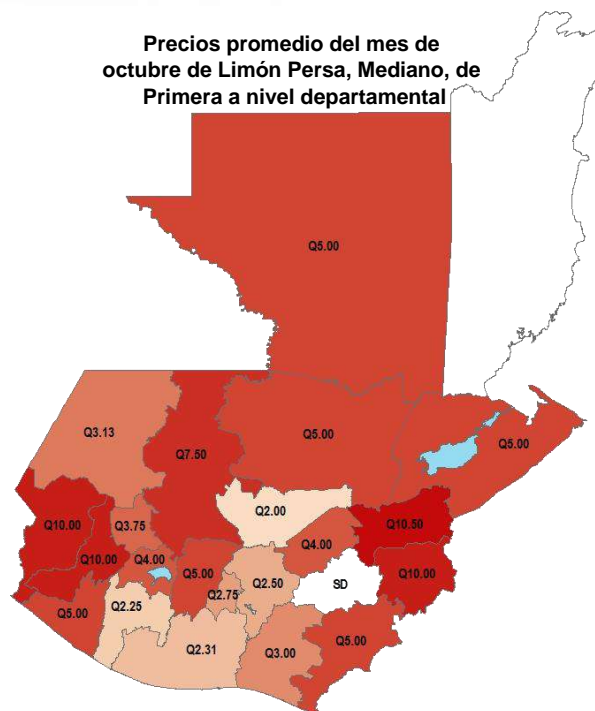 Precios promedio del mes de
octubre de Limón Persa, Mediano, de
Primera a nivel departamental
Q5.00
Q3.13
Q7.50
Q5.00
Q5.00
Q2.00
Q10.00
Q3.75
Q10.50
Q4.00
Q10.00
Q4.00
Q5.00
Q2.50
SD
Q10.00
Q2.75
Q5.00
Q2.25
Q5.00
Q2.31
Q3.00